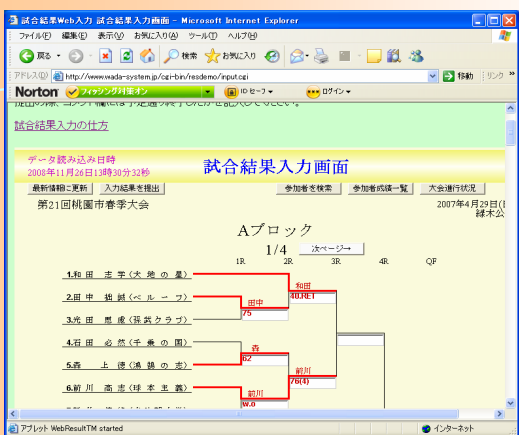 試合結果Web入力 試合結果入力画面 - Microsoft Internet Explorer
ファイル(F) 編集(E) 表示(V) お気に入り(A) ツール(T) ヘルプ(H)
戻る 検索 お気に入り
アドレス(D) http://www.wada-system.jp/cgi-bin/resdemo/input.cgi 移動 リンク »
Norton フィッシング対策オン ID セーフ ログイン
試合結果入力の仕方
データ読み込み日時
2008年11月26日13時30分32秒
試合結果入力画面
最新情報に更新 入力結果を提出 参加者を検索 参加者成績一覧 大会進行状況
第21回桃園市春季大会 2007年4月29日(
緑木公
Aブロック
1/4 次ページ→
1R 2R 3R 4R QF
1.和田 志学(大地の星)
和田
40.RET
2.田中 雄誠(ベルーフ)
田中
75
3.光田 思慮(孫武クラブ)
4.石田 必然(千乗の国)
森
62
5.森 上徳(鴻鵠の志)
前川
76(4)
6.前川 高志(球本主義)
前川
W.O
アプレット WebResultTM started インターネット